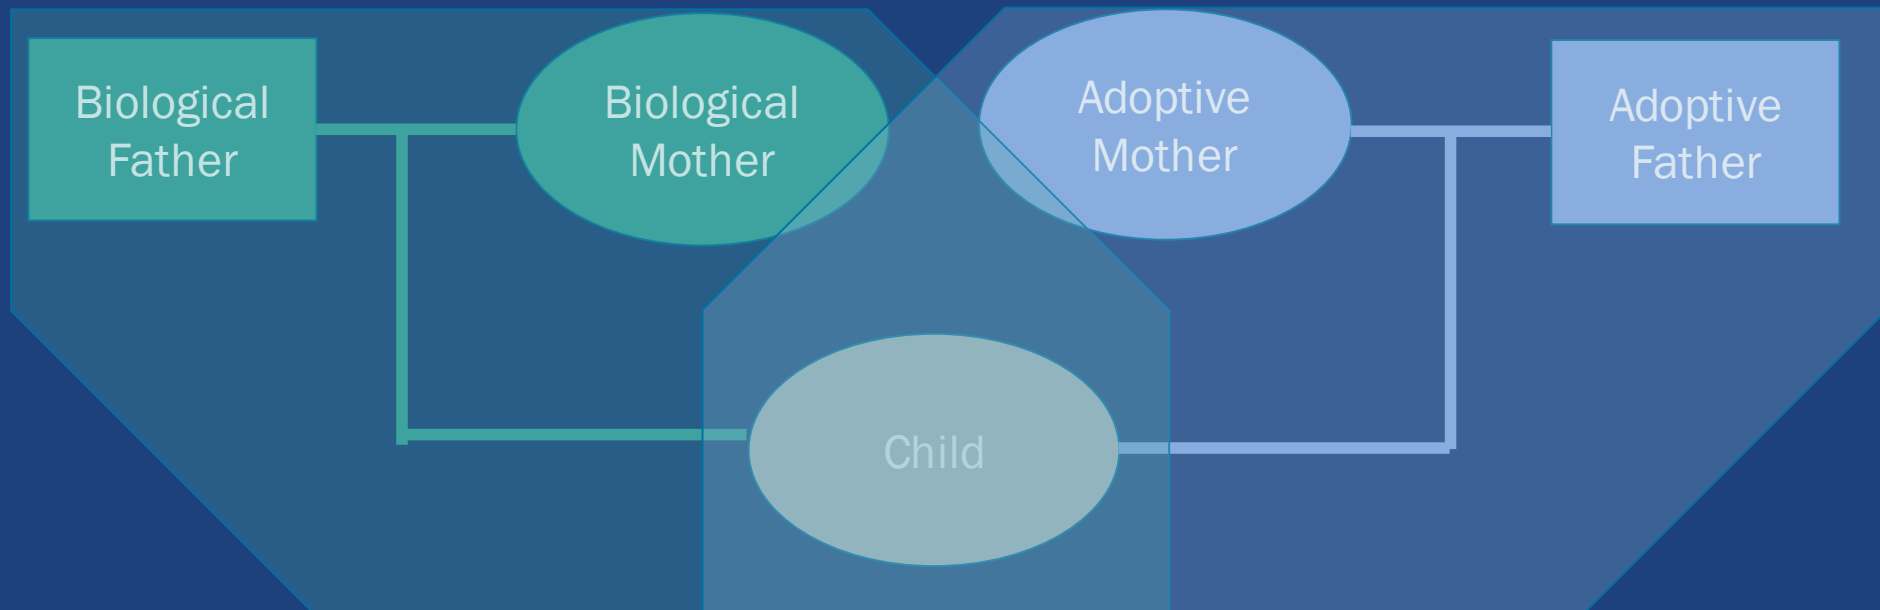 Biological
Father
Biological
Mother
Adoptive
Mother
Adoptive
Father
Child